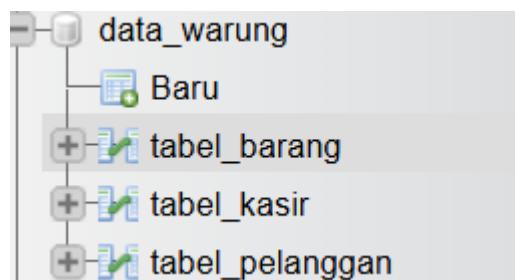 data_warung
Baru
tabel_barang
tabel_kasir
tabel_pelanggan